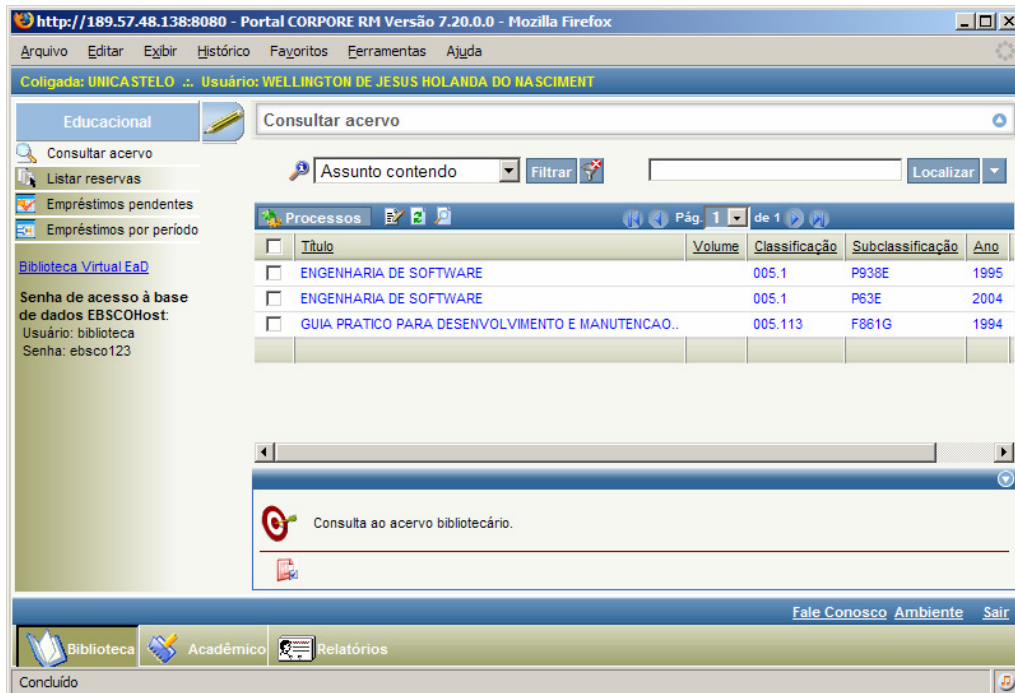 http://189.57.48.138:8080 - Portal CORPORE RM Versão 7.20.0.0 - Mozilla Firefox
Arquivo Editar Exibir Histórico Favoritos Ferramentas Ajuda
Coligada: UNICASTELO .:. Usuário: WELLINGTON DE JESUS HOLANDA DO NASCIMENT
Educacional
Consultar acervo
Listar reservas
Empréstimos pendentes
Empréstimos por período
Biblioteca Virtual EaD
Senha de acesso à base
de dados EBSCOHost:
Usuário: biblioteca
Senha: ebsco123
Consultar acervo
Assunto contendo Filtrar Localizar
Processos Pág. 1 de 1
Título Volume Classificação Subclassificação Ano
ENGENHARIA DE SOFTWARE 005.1 P938E 1995
ENGENHARIA DE SOFTWARE 005.1 P63E 2004
GUIA PRATICO PARA DESENVOLVIMENTO E MANUTENCAO.. 005.113 F861G 1994
Consulta ao acervo bibliotecário.
Fale Conosco Ambiente Sair
Biblioteca Acadêmico Relatórios
Concluído